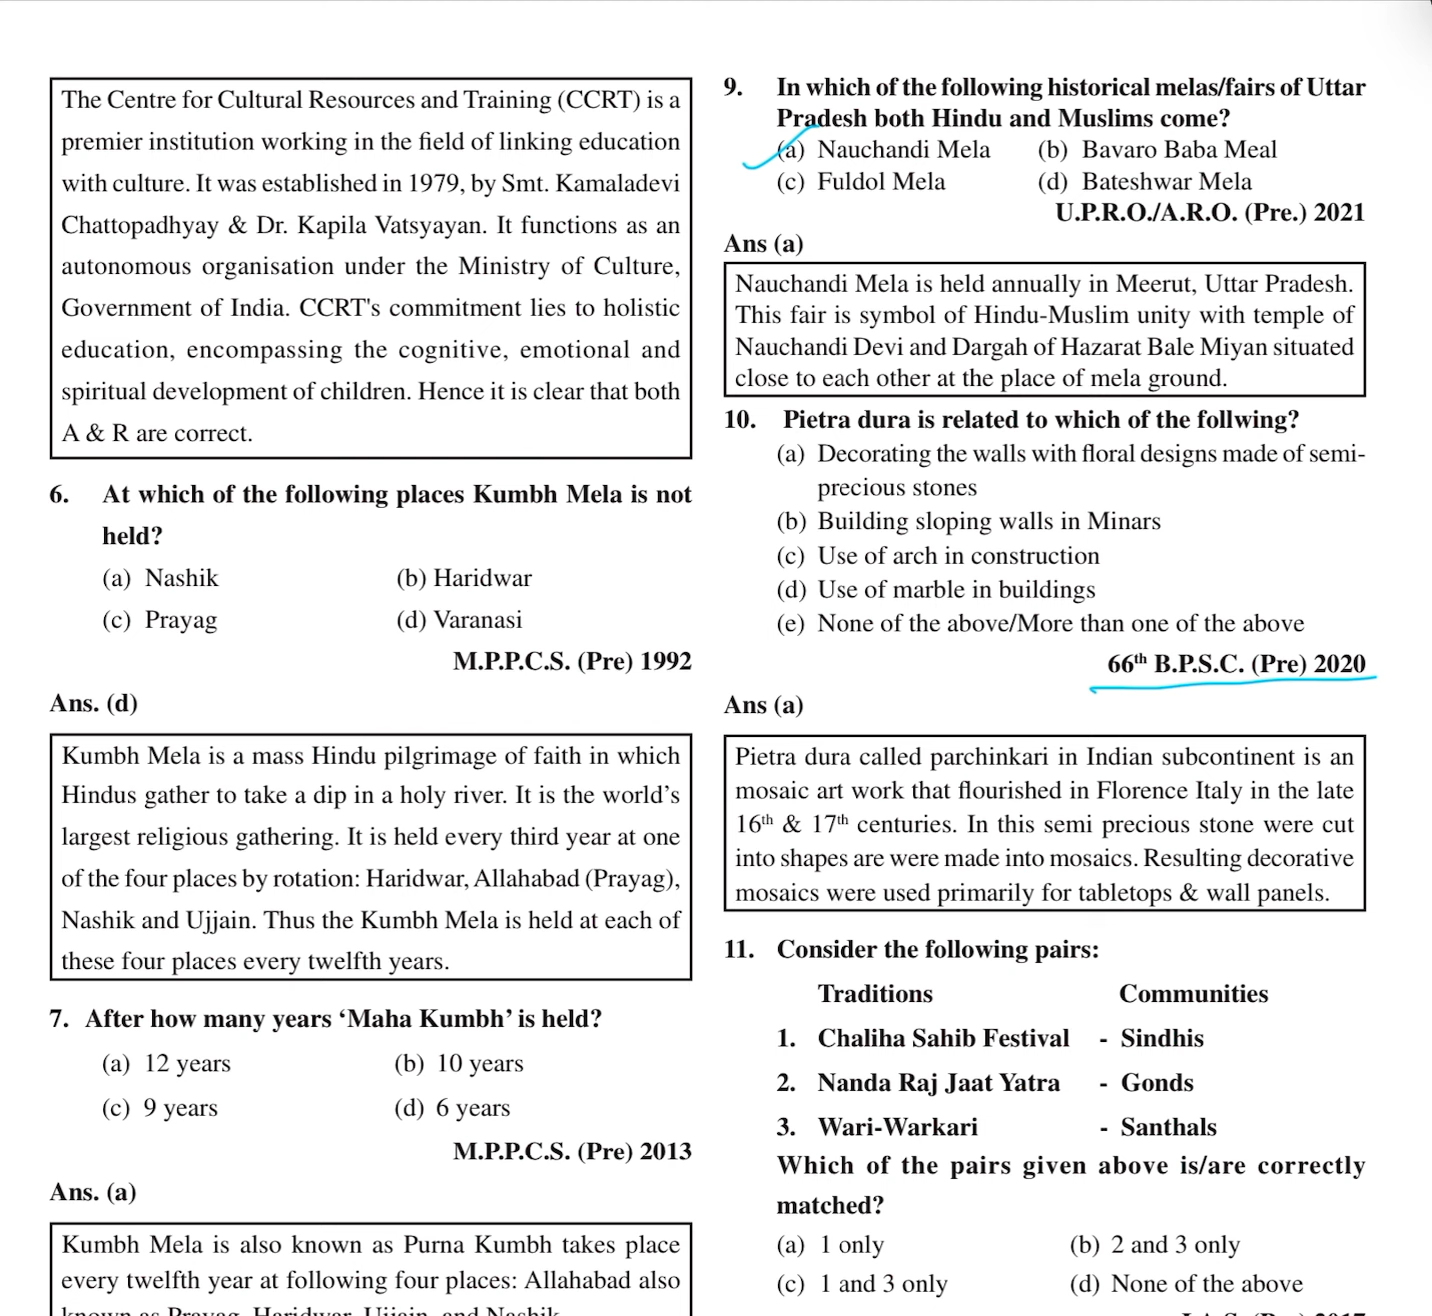 The Centre for Cultural Resources and Training (CCRT) is a
premier institution working in the field of linking education
with culture. It was established in 1979, by Smt. Kamaladevi
Chattopadhyay & Dr. Kapila Vatsyayan. It functions as an
autonomous organisation under the Ministry of Culture,
Government of India. CCRT's commitment lies to holistic
education, encompassing the cognitive, emotional and
spiritual development of children. Hence it is clear that both
A & R are correct.
6. At which of the following places Kumbh Mela is not
held?
(a) Nashik (b) Haridwar
(c) Prayag (d) Varanasi
M.P.P.C.S. (Pre) 1992
Ans. (d)
Kumbh Mela is a mass Hindu pilgrimage of faith in which
Hindus gather to take a dip in a holy river. It is the world’s
largest religious gathering. It is held every third year at one
of the four places by rotation: Haridwar, Allahabad (Prayag),
Nashik and Ujjain. Thus the Kumbh Mela is held at each of
these four places every twelfth years.
7. After how many years ‘Maha Kumbh’ is held?
(a) 12 years (b) 10 years
(c) 9 years (d) 6 years
M.P.P.C.S. (Pre) 2013
Ans. (a)
Kumbh Mela is also known as Purna Kumbh takes place
every twelfth year at following four places: Allahabad also
known as Prayag, Haridwar, Ujjain, and Nashik.
9. In which of the following historical melas/fairs of Uttar
Pradesh both Hindu and Muslims come?
(a) Nauchandi Mela (b) Bavaro Baba Meal
(c) Fuldol Mela (d) Bateshwar Mela
U.P.R.O./A.R.O. (Pre.) 2021
Ans (a)
Nauchandi Mela is held annually in Meerut, Uttar Pradesh.
This fair is symbol of Hindu-Muslim unity with temple of
Nauchandi Devi and Dargah of Hazarat Bale Miyan situated
close to each other at the place of mela ground.
10. Pietra dura is related to which of the follwing?
(a) Decorating the walls with floral designs made of semi-
precious stones
(b) Building sloping walls in Minars
(c) Use of arch in construction
(d) Use of marble in buildings
(e) None of the above/More than one of the above
66th B.P.S.C. (Pre) 2020
Ans (a)
Pietra dura called parchinkari in Indian subcontinent is an
mosaic art work that flourished in Florence Italy in the late
16th & 17th centuries. In this semi precious stone were cut
into shapes are were made into mosaics. Resulting decorative
mosaics were used primarily for tabletops & wall panels.
11. Consider the following pairs:
Traditions Communities
1. Chaliha Sahib Festival - Sindhis
2. Nanda Raj Jaat Yatra - Gonds
3. Wari-Warkari - Santhals
Which of the pairs given above is/are correctly
matched?
(a) 1 only (b) 2 and 3 only
(c) 1 and 3 only (d) None of the above